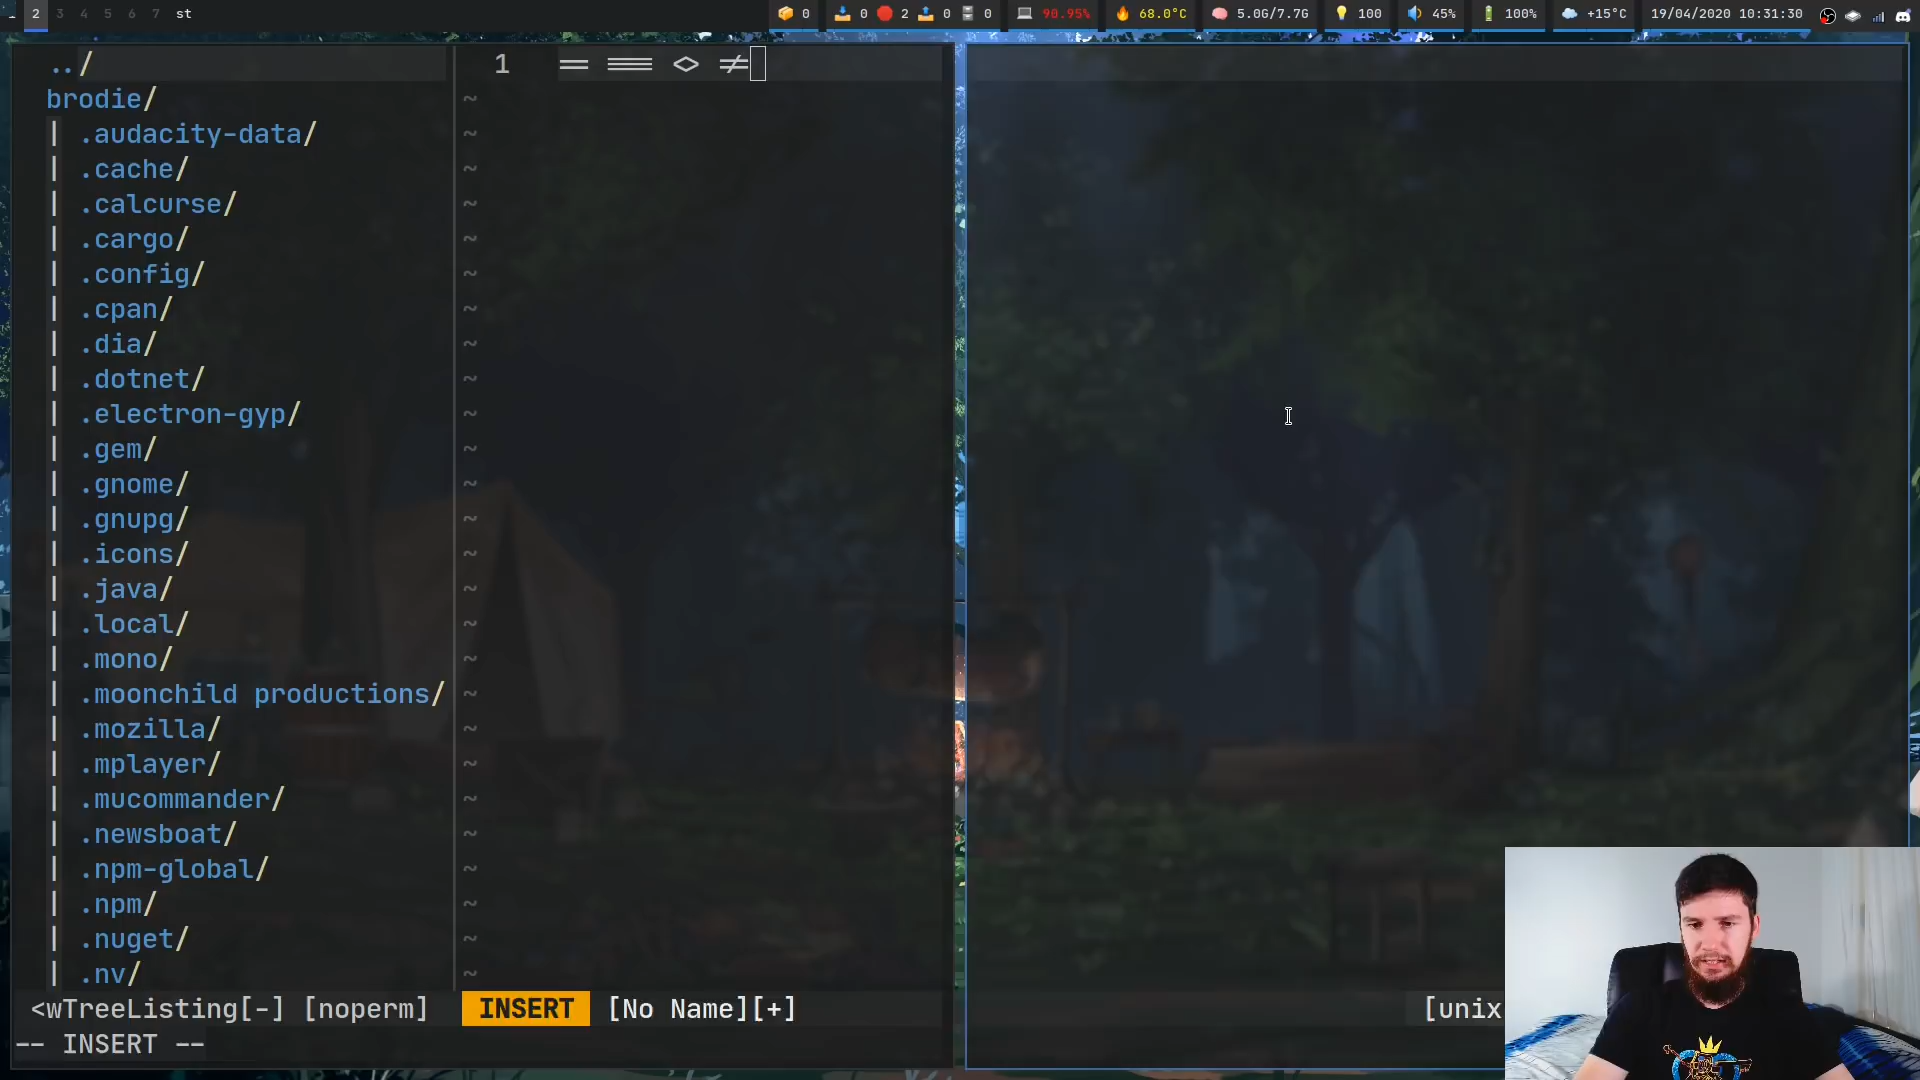 2 3 4 5 6 7 st 📦 0 📥 0 🛑 2 📤 0 🗄 0 💻 90.95% 🔥 68.0°C 🧠 5.0G/7.7G 💡 100 🔉 45% 🔋 100% ☁ +15°C 19/04/2020 10:31:30
../
1 == === <> !=
brodie/
| .audacity-data/
| .cache/
| .calcurse/
| .cargo/
| .config/
| .cpan/
| .dia/
| .dotnet/
| .electron-gyp/
| .gem/
| .gnome/
| .gnupg/
| .icons/
| .java/
| .local/
| .mono/
| .moonchild productions/
| .mozilla/
| .mplayer/
| .mucommander/
| .newsboat/
| .npm-global/
| .npm/
| .nuget/
| .nv/
<wTreeListing[-] [noperm] INSERT [No Name][+] [unix
-- INSERT --